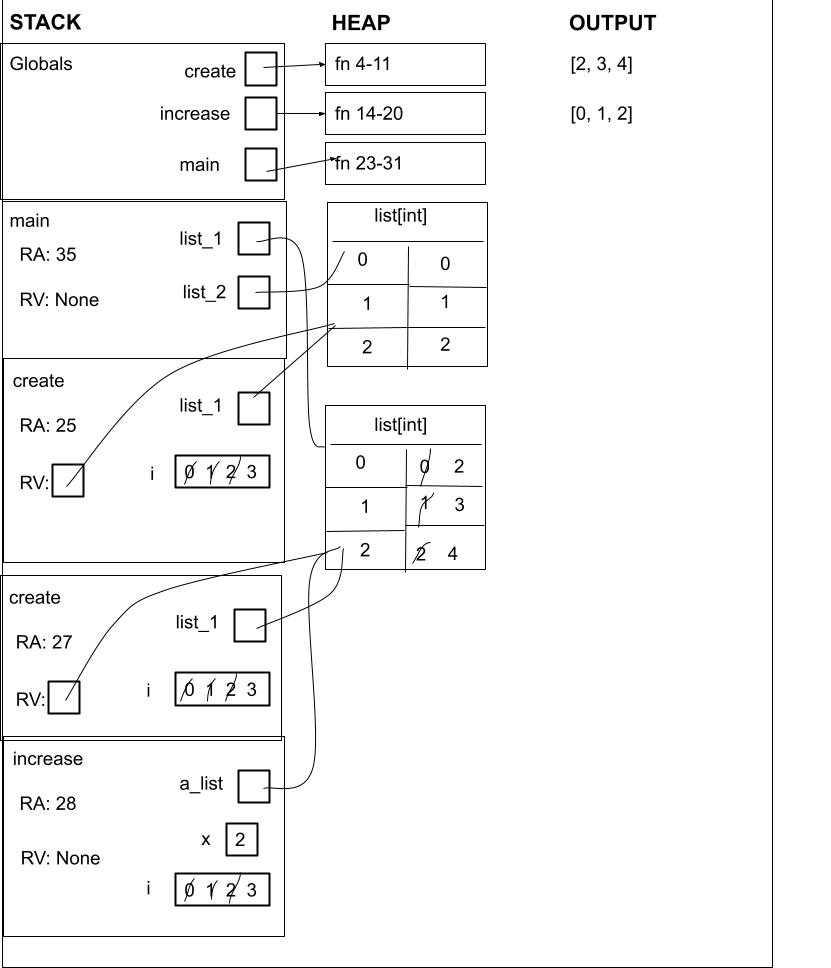 STACK
HEAP
OUTPUT
Globals
create
fn 4-11
[2, 3, 4]
increase
fn 14-20
[0, 1, 2]
main
fn 23-31
main
RA: 35
RV: None
list_1
list_2
list[int]
0 0
1 1
2 2
create
RA: 25
RV:
list_1
i 0 1 2 3
list[int]
0 0 2
1 1 3
2 2 4
create
RA: 27
RV:
list_1
i 0 1 2 3
increase
RA: 28
RV: None
a_list
x 2
i 0 1 2 3